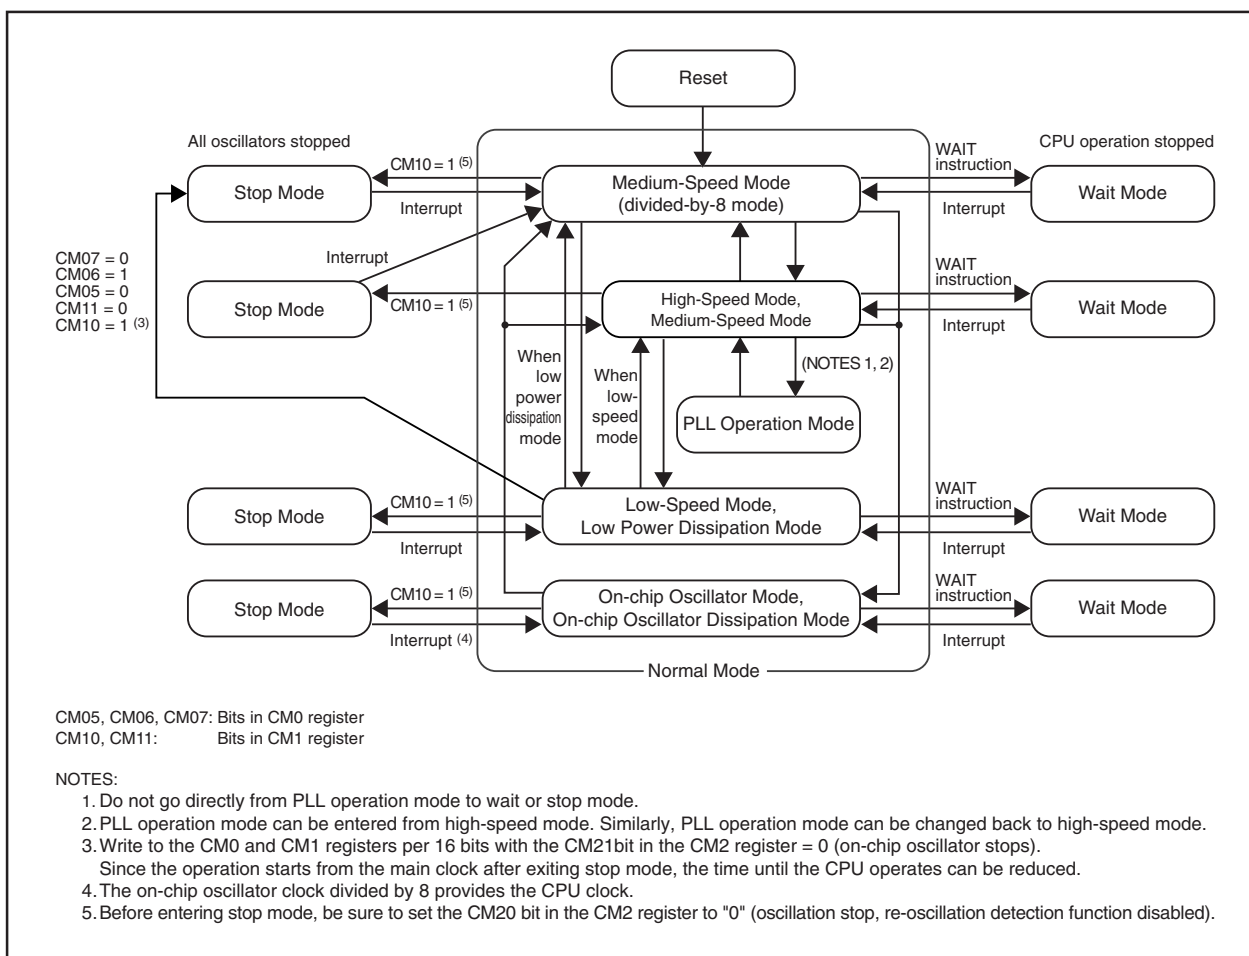 Reset
All oscillators stopped
CPU operation stopped
CM10 = 1 (5)
WAIT
instruction
Stop Mode
Medium-Speed Mode
(divided-by-8 mode)
Wait Mode
Interrupt
Interrupt
Interrupt
CM07 = 0
CM06 = 1
CM05 = 0
CM11 = 0
CM10 = 1 (3)
WAIT
instruction
Stop Mode
CM10 = 1 (5)
High-Speed Mode,
Medium-Speed Mode
Wait Mode
Interrupt
When
low
power
dissipation
mode
When
low-
speed
mode
(NOTES 1, 2)
PLL Operation Mode
CM10 = 1 (5)
WAIT
instruction
Stop Mode
Low-Speed Mode,
Low Power Dissipation Mode
Wait Mode
Interrupt
Interrupt
CM10 = 1 (5)
WAIT
instruction
Stop Mode
On-chip Oscillator Mode,
On-chip Oscillator Dissipation Mode
Wait Mode
Interrupt (4)
Interrupt
Normal Mode
CM05, CM06, CM07: Bits in CM0 register
CM10, CM11: Bits in CM1 register
NOTES:
1. Do not go directly from PLL operation mode to wait or stop mode.
2. PLL operation mode can be entered from high-speed mode. Similarly, PLL operation mode can be changed back to high-speed mode.
3. Write to the CM0 and CM1 registers per 16 bits with the CM21bit in the CM2 register = 0 (on-chip oscillator stops).
Since the operation starts from the main clock after exiting stop mode, the time until the CPU operates can be reduced.
4. The on-chip oscillator clock divided by 8 provides the CPU clock.
5. Before entering stop mode, be sure to set the CM20 bit in the CM2 register to "0" (oscillation stop, re-oscillation detection function disabled).